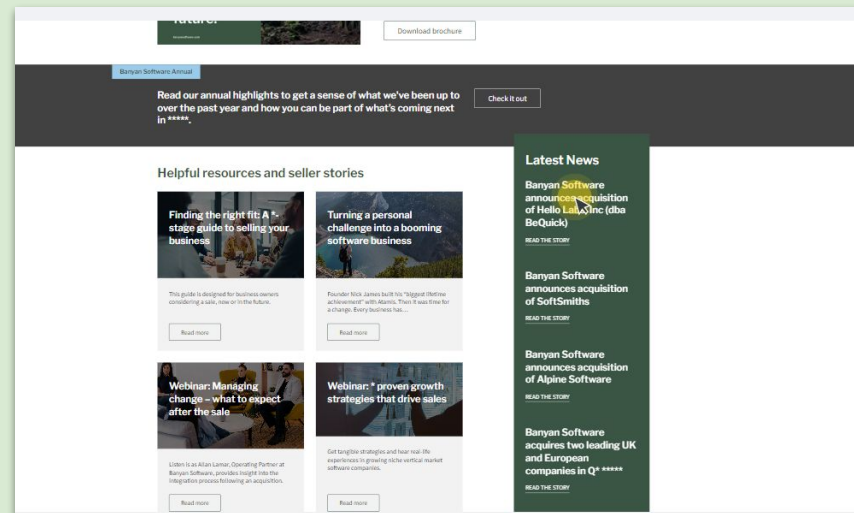 future.
banyansoftware.com
Download brochure
Banyan Software Annual
Read our annual highlights to get a sense of what we've been up to
over the past year and how you can be part of what's coming next
in *****.
Check it out
Helpful resources and seller stories
Finding the right fit: A *-
stage guide to selling your
business
This guide is designed for business owners
considering a sale, now or in the future.
Read more
Turning a personal
challenge into a booming
software business
Founder Nick James built his "biggest lifetime
achievement" with Atamis. Then it was time for
a change. Every business has....
Read more
Webinar: Managing
change – what to expect
after the sale
Listen is as Allan Lamar, Operating Partner at
Banyan Software, provides insight into the
integration process following an acquisition.
Read more
Webinar: * proven growth
strategies that drive sales
Get tangible strategies and hear real-life
experiences in growing niche vertical market
software companies.
Read more
Latest News
Banyan Software
announces acquisition
of Hello Labs, Inc (dba
BeQuick)
READ THE STORY
Banyan Software
announces acquisition
of SoftSmiths
READ THE STORY
Banyan Software
announces acquisition
of Alpine Software
READ THE STORY
Banyan Software
acquires two leading UK
and European
companies in Q* *****
READ THE STORY